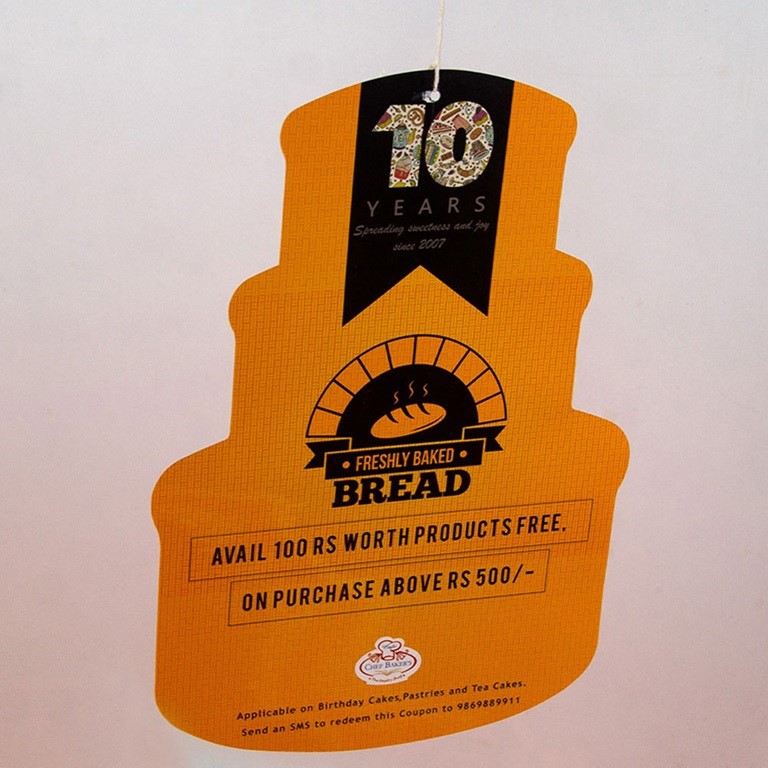 10
YEARS
Spreading sweetness and joy
since 2007
FRESHLY BAKED
BREAD
AVAIL 100 RS WORTH PRODUCTS FREE.
ON PURCHASE ABOVE RS 500/-
CHEF BAKER'S
Applicable on Birthday Cakes,Pastries and Tea Cakes.
Send an SMS to redeem this Coupon to 9869889911